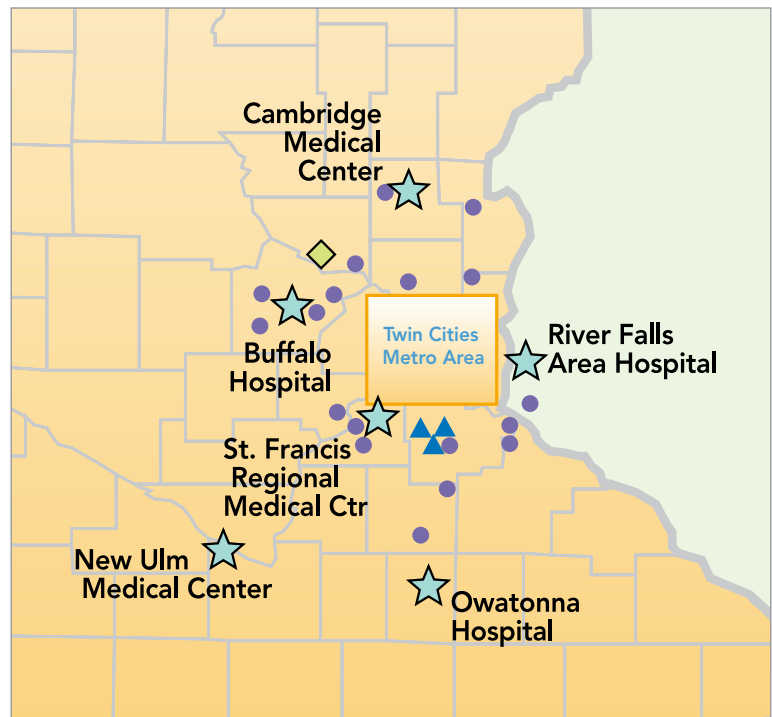 Cambridge
Medical
Center
Twin Cities
Metro Area
River Falls
Area Hospital
Buffalo
Hospital
St. Francis
Regional
Medical Ctr
New Ulm
Medical Center
Owatonna
Hospital